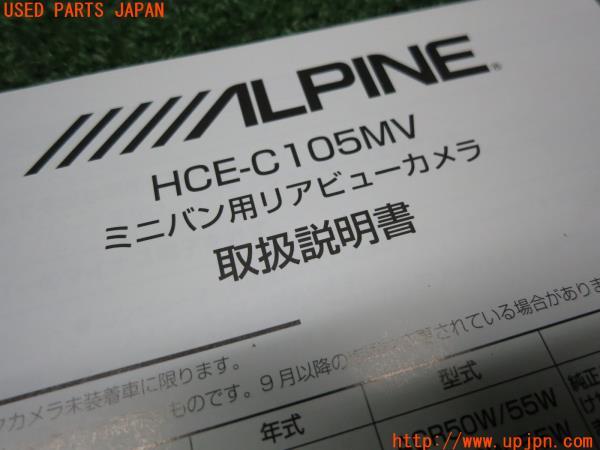 USED PARTS JAPAN
ALPINE®
HCE-C105MV
ミニバン用リアビューカメラ
取扱説明書
されている場合がありま
カメラ未装着車に限ります。
ものです。9月以降の
年式
型式
50W/55W
純正
http://www.upjpn.com